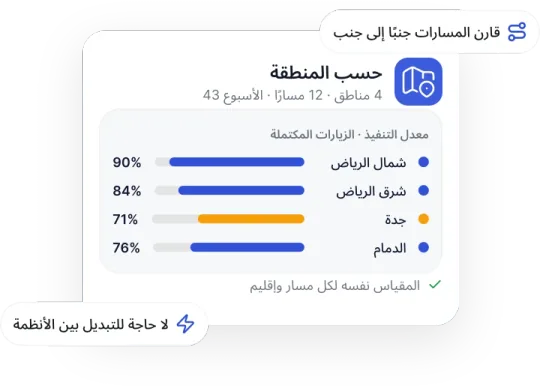 قارن المسارات جنبًا إلى جنب
حسب المنطقة
4 مناطق · 12 مسارًا · الأسبوع 43
معدل التنفيذ · الزيارات المكتملة
شمال الرياض 90%
شرق الرياض 84%
جدة 71%
الدمام 76%
المقياس نفسه لكل مسار وإقليم
لا حاجة للتبديل بين الأنظمة